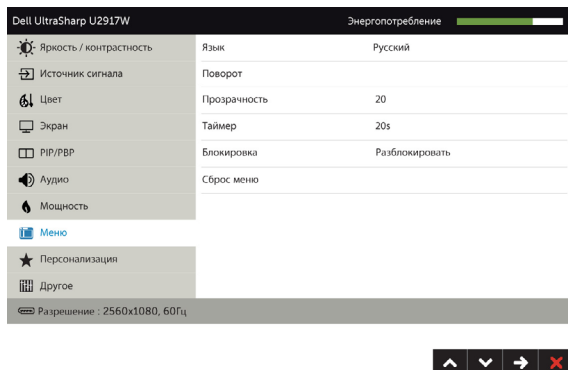 Dell UltraSharp U2917W Энергопотребление
Яркость / контрастность Язык Русский
Источник сигнала Поворот
Цвет Прозрачность 20
Экран Таймер 20s
PIP/PBP Блокировка Разблокировать
Аудио Сброс меню
Мощность
Меню
Персонализация
Другое
Разрешение : 2560x1080, 60Гц